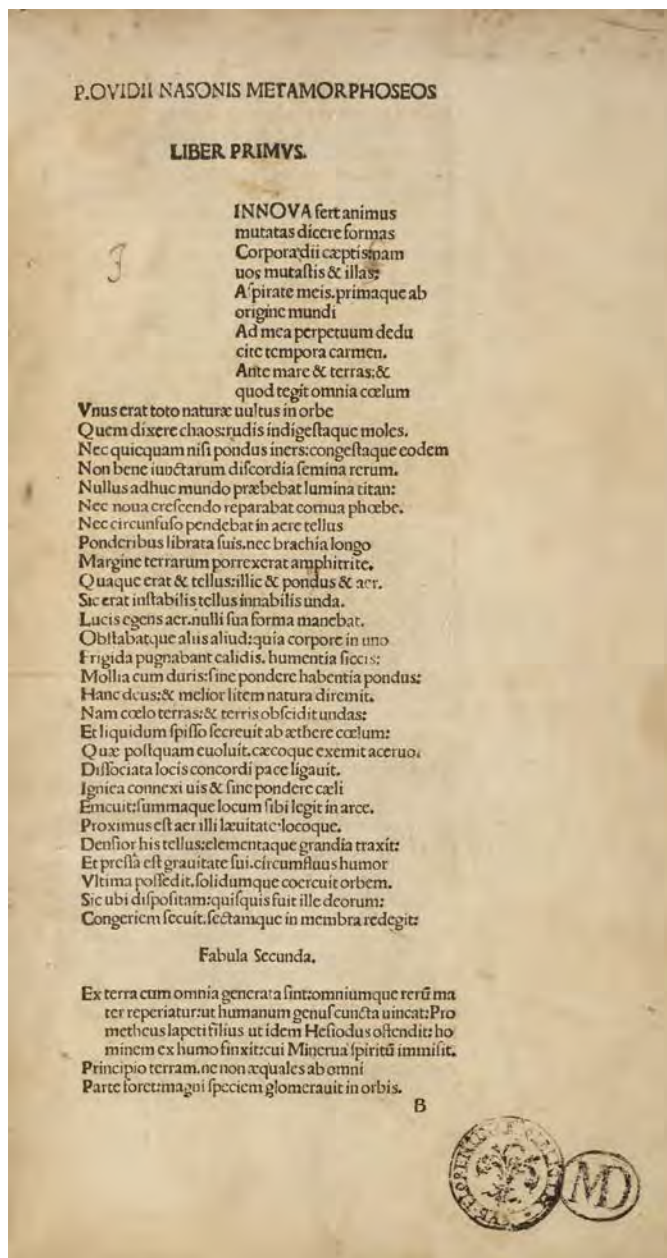 P.OVIDII NASONIS METAMORPHOSEOS
LIBER PRIMVS.
INNOVA fert animus
mutatas dicere formas
Corpora dii cæptis:nam
uos mutaſtis & illas:
Aſpirate meis.primaque ab
origine mundi
Ad mea perpetuum dedu
cite tempora carmen.
Ante mare & terras:&
quod tegit omnia cœlum
Vnus erat toto naturæ uultus in orbe
Quem dixere chaos:rudis indigeſtaque moles.
Nec quicquam niſi pondus iners:congeſtaque eodem
Non bene iunctarum diſcordia ſemina rerum.
Nullus adhuc mundo præbebat lumina titan:
Nec noua creſcendo reparabat cornua phœbe.
Nec circunfuſo pendebat in aere tellus
Ponderibus librata ſuis.nec brachia longo
Margine terrarum porrexerat amphitrite.
Quaque erat & tellus:illic & pondus & aer.
Sic erat inſtabilis tellus innabilis unda.
Lucis egens aer.nulli ſua forma manebat.
Obſtabatque aliis aliud:quia corpore in uno
Frigida pugnabant calidis. humentia ſiccis:
Mollia cum duris:ſine pondere habentia pondus:
Hanc deus:& melior litem natura diremit.
Nam cœlo terras:& terris obſcidit undas:
Et liquidum ſpiſſo ſecreuit ab æthere cœlum:
Quæ poſtquam euoluit.cæcoque exemit aceruo.
Diſſociata locis concordi pace ligauit.
Ignea connexi uis & ſine pondere cæli
Emcuit:ſummaque locum ſibi legit in arce.
Proximus eſt aer illi læuitate:locoque.
Denſior his tellus:elementaque grandia traxit:
Et preſſa eſt grauitate ſui.circumfluus humor
Vltima poſſedit.ſolidumque coercuit orbem.
Sic ubi diſpoſitam:quiſquis fuit ille deorum:
Congeriem ſecuit.ſectamque in membra redegit:
Fabula Secunda.
Ex terra cum omnia generata ſint:omniumque rerū ma
ter reperiatur:ut humanum genuſ cuncta uincat:Pro
metheus Iapeti filius ut idem Heſiodus oſtendit: ho
minem ex humo finxit:cui Minerua ſpiritū immiſit.
Principio terram.ne non æquales ab omni
Parte foret:magni ſpeciem glomerauit in orbis.
B
MD